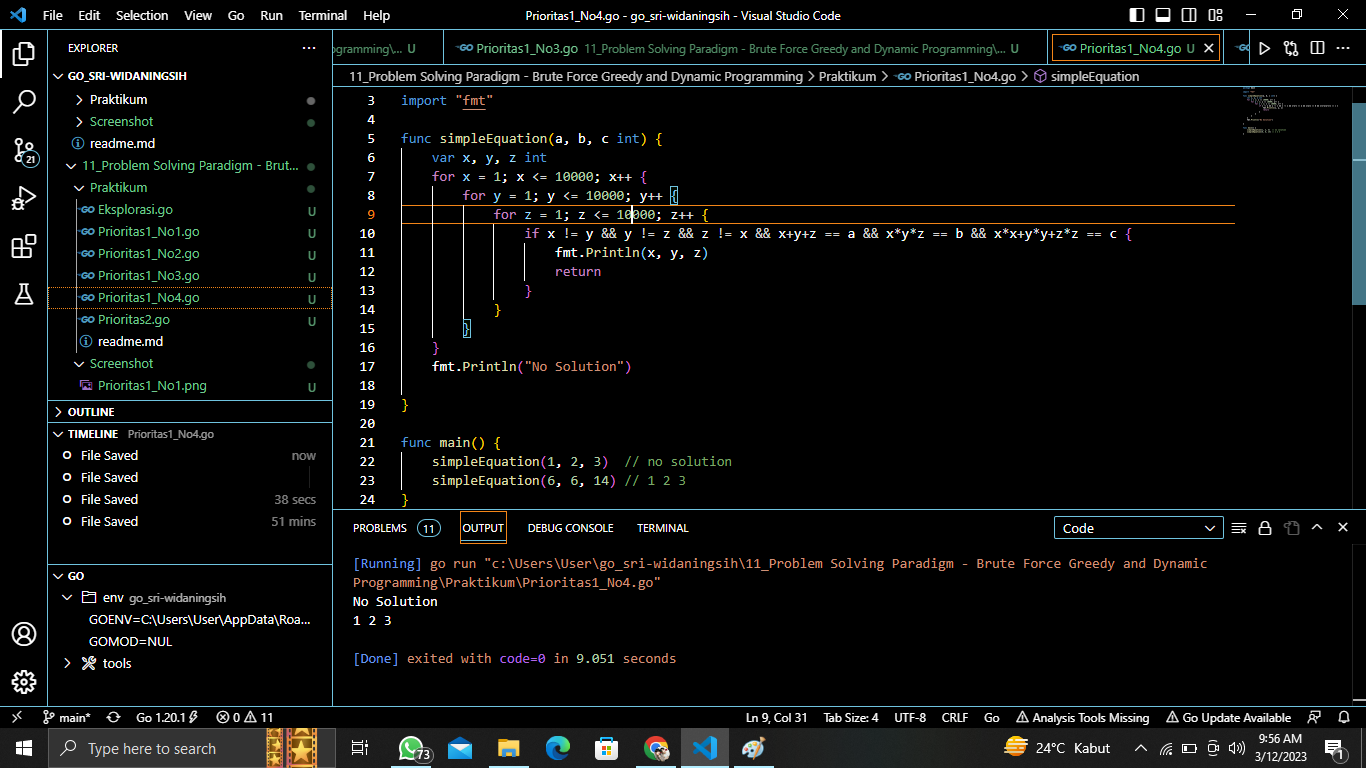 File Edit Selection View Go Run Terminal Help
Prioritas1_No4.go - go_sri-widaningsih - Visual Studio Code
EXPLORER
GO_SRI-WIDANINGSIH
Praktikum
Screenshot
readme.md
11_Problem Solving Paradigm - Brut...
Praktikum
GO Eksplorasi.go U
GO Prioritas1_No1.go U
GO Prioritas1_No2.go U
GO Prioritas1_No3.go U
GO Prioritas1_No4.go U
GO Prioritas2.go U
readme.md
Screenshot
Prioritas1_No1.png U
OUTLINE
TIMELINE Prioritas1_No4.go
File Saved now
File Saved
File Saved 38 secs
File Saved 51 mins
GO
env go_sri-widaningsih
GOENV=C:\Users\User\AppData\Roa...
GOMOD=NUL
tools
21
rogramming\... U
GO Prioritas1_No3.go 11_Problem Solving Paradigm - Brute Force Greedy and Dynamic Programming\... U
GO Prioritas1_No4.go U
11_Problem Solving Paradigm - Brute Force Greedy and Dynamic Programming > Praktikum > GO Prioritas1_No4.go > simpleEquation
3 import "fmt"
4
5 func simpleEquation(a, b, c int) {
6 var x, y, z int
7 for x = 1; x <= 10000; x++ {
8 for y = 1; y <= 10000; y++ {
9 for z = 1; z <= 10000; z++ {
10 if x != y && y != z && z != x && x+y+z == a && x*y*z == b && x*x+y*y+z*z == c {
11 fmt.Println(x, y, z)
12 return
13 }
14 }
15 }
16 }
17 fmt.Println("No Solution")
18
19 }
20
21 func main() {
22 simpleEquation(1, 2, 3) // no solution
23 simpleEquation(6, 6, 14) // 1 2 3
24 }
PROBLEMS 11 OUTPUT DEBUG CONSOLE TERMINAL Code
[Running] go run "c:\Users\User\go_sri-widaningsih\11_Problem Solving Paradigm - Brute Force Greedy and Dynamic
Programming\Praktikum\Prioritas1_No4.go"
No Solution
1 2 3
[Done] exited with code=0 in 9.051 seconds
main* Go 1.20.1 0 11 Ln 9, Col 31 Tab Size: 4 UTF-8 CRLF Go Analysis Tools Missing Go Update Available
Type here to search 73 24°C Kabut 9:56 AM
3/12/2023 1